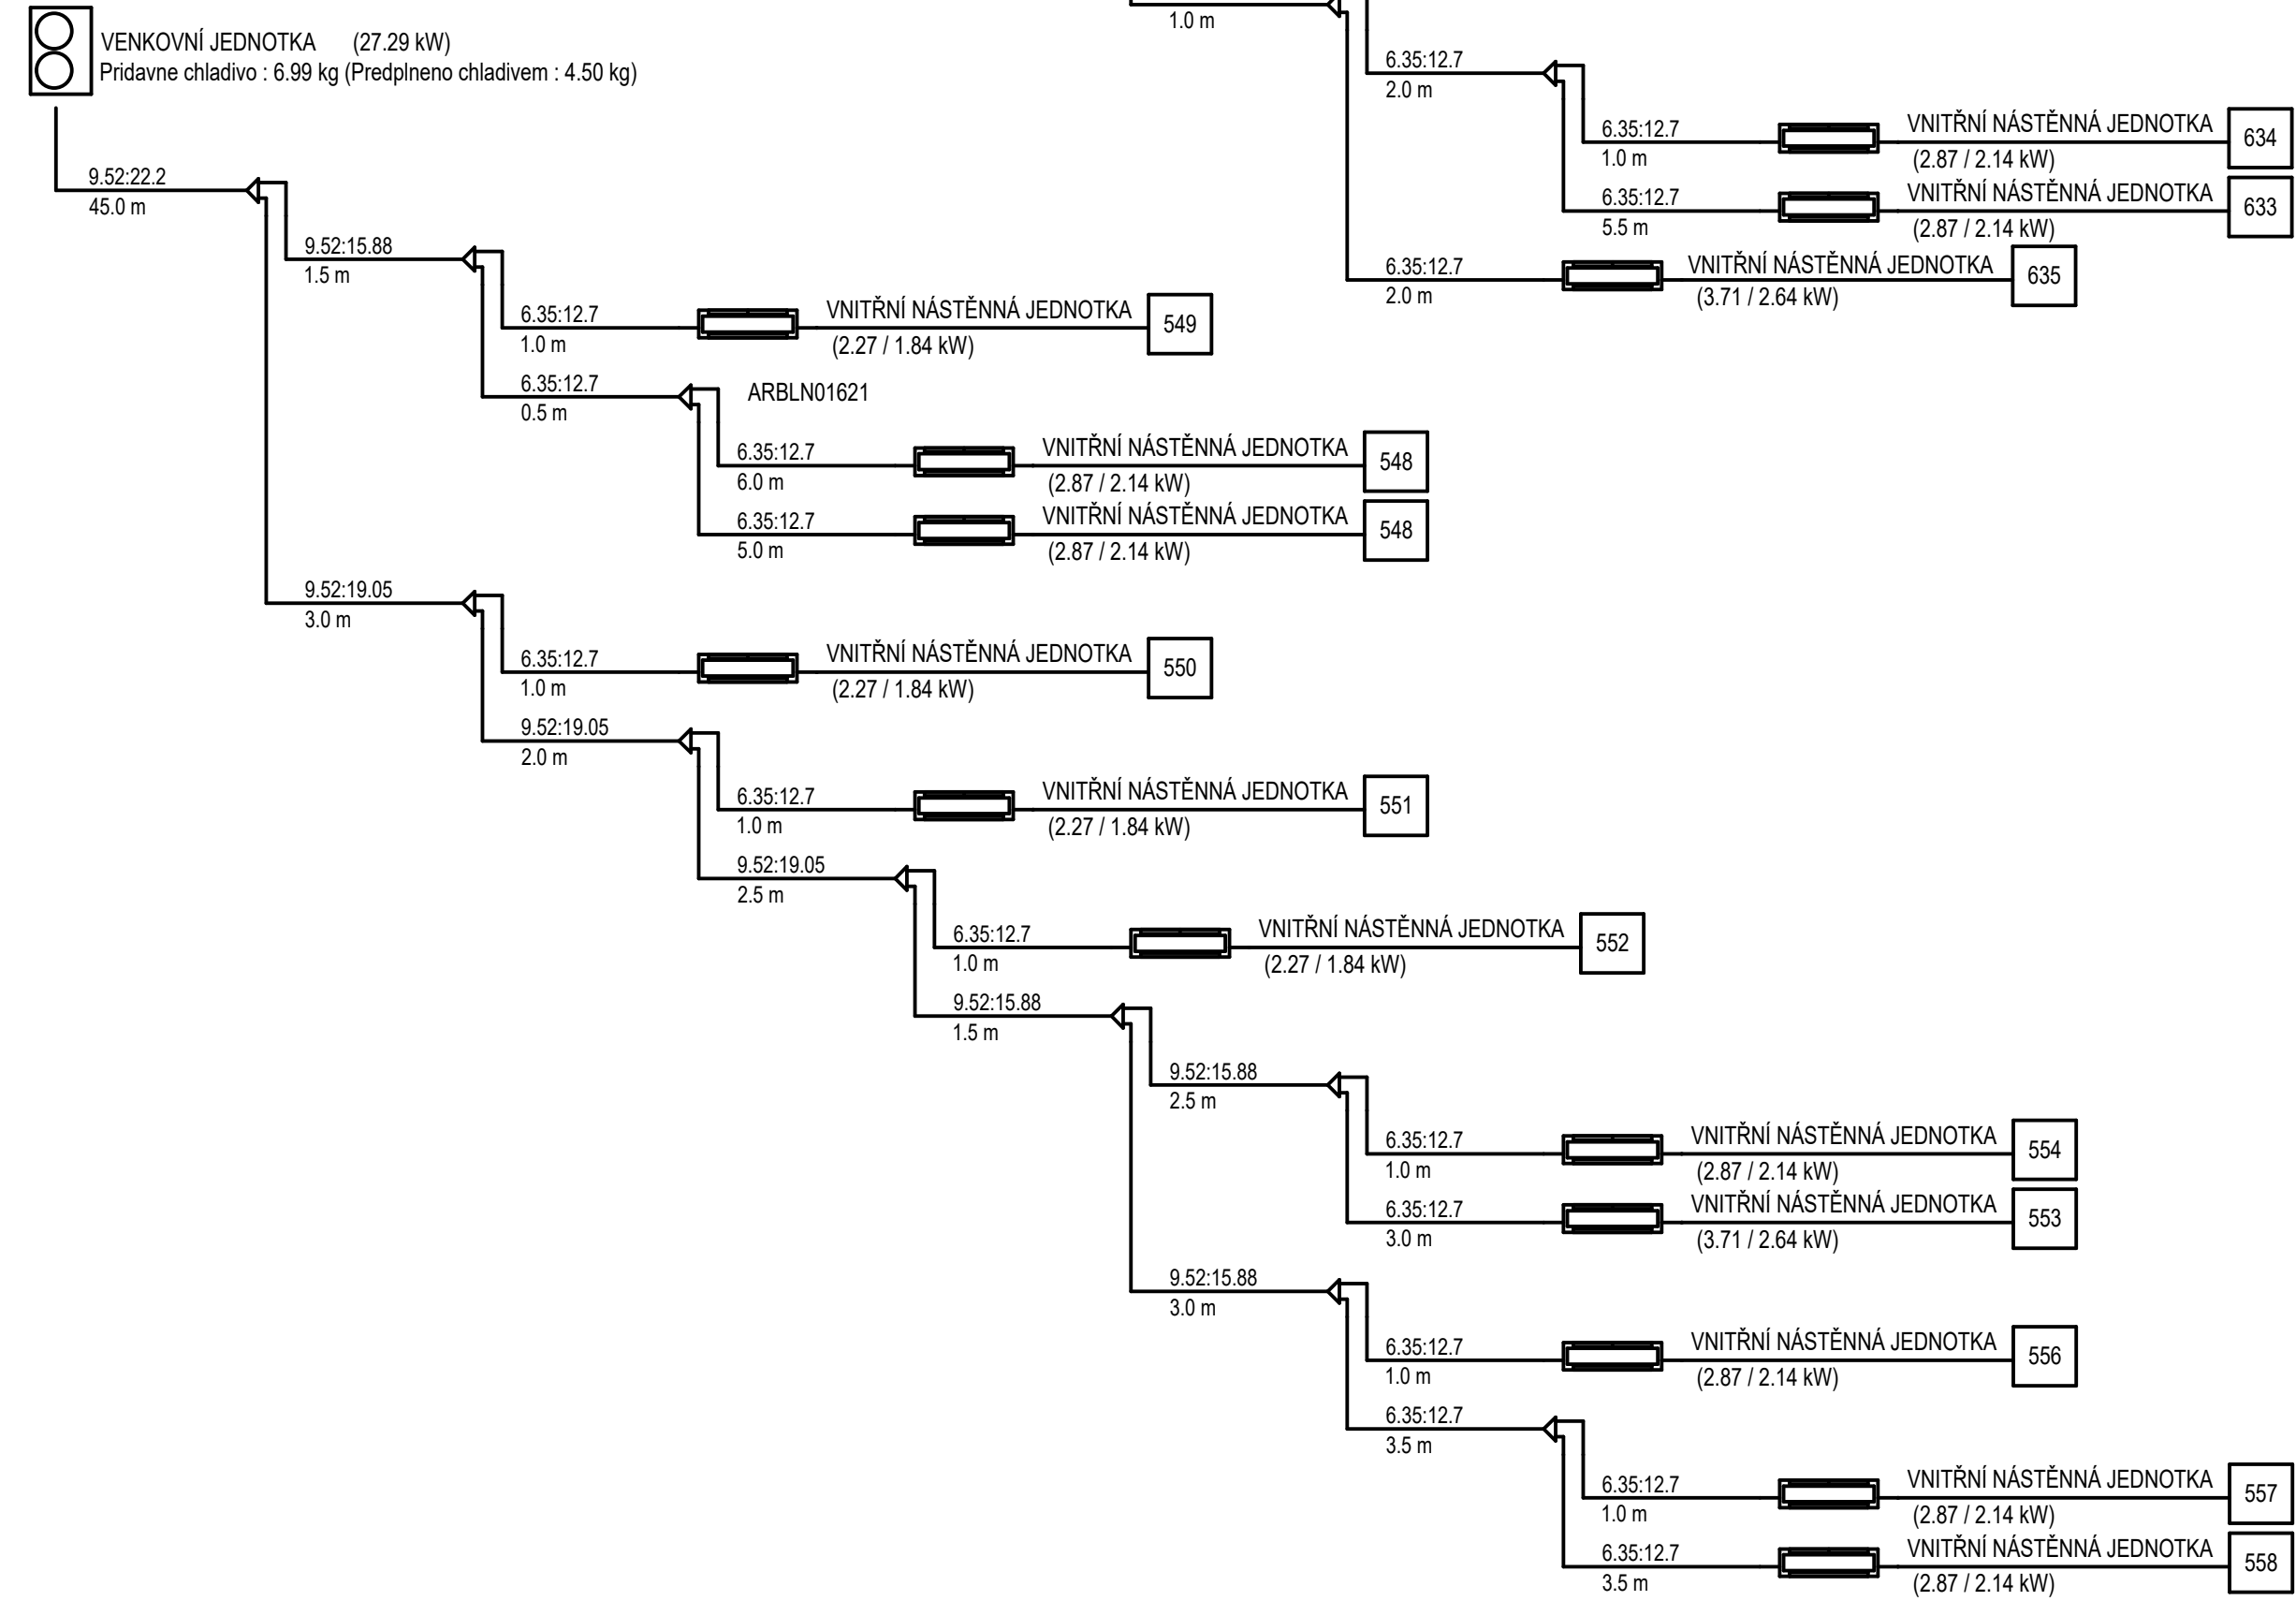 VENKOVNÍ JEDNOTKA (27.29 kW)
Pridavne chladivo : 6.99 kg (Predplneno chladivem : 4.50 kg)
1.0 m
6.35:12.7
2.0 m
6.35:12.7
1.0 m
VNITŘNÍ NÁSTĚNNÁ JEDNOTKA
(2.87 / 2.14 kW)
634
6.35:12.7
5.5 m
VNITŘNÍ NÁSTĚNNÁ JEDNOTKA
(2.87 / 2.14 kW)
633
6.35:12.7
2.0 m
VNITŘNÍ NÁSTĚNNÁ JEDNOTKA
(3.71 / 2.64 kW)
635
9.52:22.2
45.0 m
9.52:15.88
1.5 m
6.35:12.7
1.0 m
VNITŘNÍ NÁSTĚNNÁ JEDNOTKA
(2.27 / 1.84 kW)
549
6.35:12.7
0.5 m
ARBLN01621
6.35:12.7
6.0 m
VNITŘNÍ NÁSTĚNNÁ JEDNOTKA
(2.87 / 2.14 kW)
548
6.35:12.7
5.0 m
VNITŘNÍ NÁSTĚNNÁ JEDNOTKA
(2.87 / 2.14 kW)
548
9.52:19.05
3.0 m
6.35:12.7
1.0 m
VNITŘNÍ NÁSTĚNNÁ JEDNOTKA
(2.27 / 1.84 kW)
550
9.52:19.05
2.0 m
6.35:12.7
1.0 m
VNITŘNÍ NÁSTĚNNÁ JEDNOTKA
(2.27 / 1.84 kW)
551
9.52:19.05
2.5 m
6.35:12.7
1.0 m
VNITŘNÍ NÁSTĚNNÁ JEDNOTKA
(2.27 / 1.84 kW)
552
9.52:15.88
1.5 m
9.52:15.88
2.5 m
6.35:12.7
1.0 m
VNITŘNÍ NÁSTĚNNÁ JEDNOTKA
(2.87 / 2.14 kW)
554
6.35:12.7
3.0 m
VNITŘNÍ NÁSTĚNNÁ JEDNOTKA
(3.71 / 2.64 kW)
553
9.52:15.88
3.0 m
6.35:12.7
1.0 m
VNITŘNÍ NÁSTĚNNÁ JEDNOTKA
(2.87 / 2.14 kW)
556
6.35:12.7
3.5 m
6.35:12.7
1.0 m
VNITŘNÍ NÁSTĚNNÁ JEDNOTKA
(2.87 / 2.14 kW)
557
6.35:12.7
3.5 m
VNITŘNÍ NÁSTĚNNÁ JEDNOTKA
(2.87 / 2.14 kW)
558